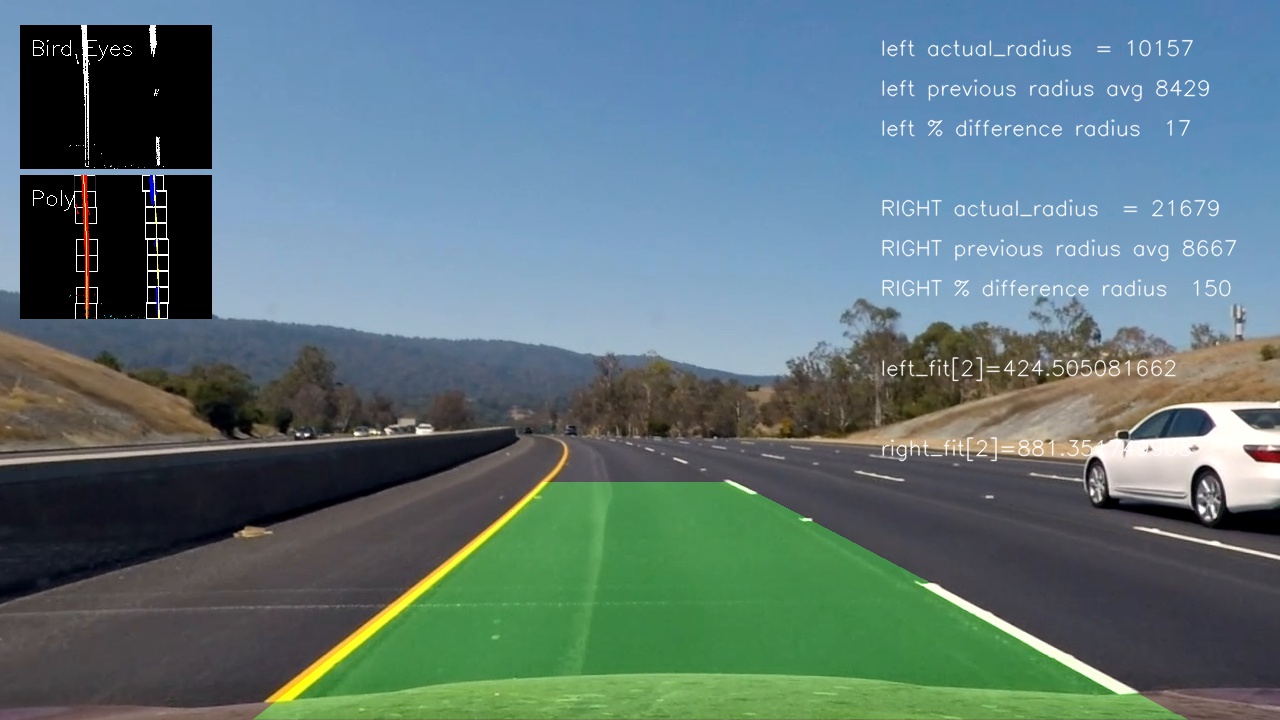 Bird Eyes
Poly
left actual_radius = 10157
left previous radius avg 8429
left % difference radius 17
RIGHT actual_radius = 21679
RIGHT previous radius avg 8667
RIGHT % difference radius 150
left_fit[2]=424.505081662